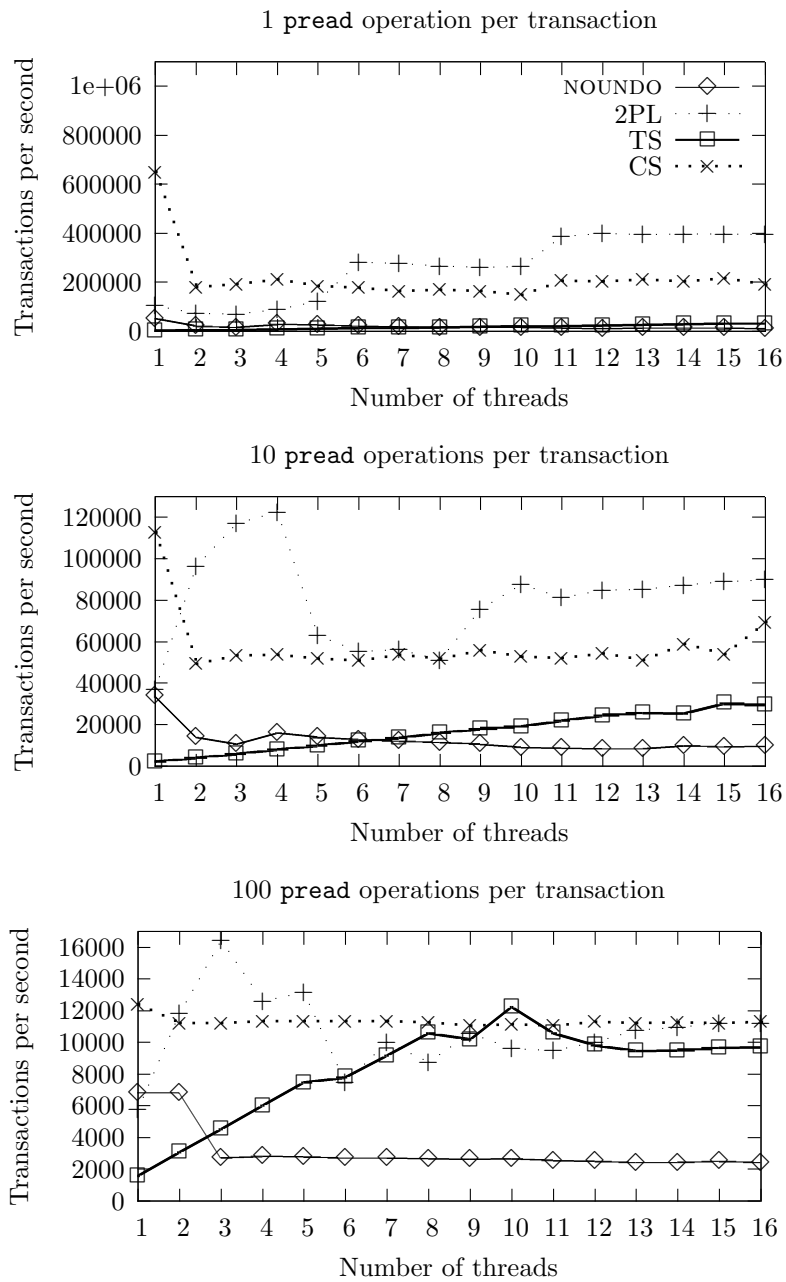 1 pread operation per transaction
Transactions per second
1e+06
800000
600000
400000
200000
0
NOUNDO
2PL
TS
CS
1 2 3 4 5 6 7 8 9 10 11 12 13 14 15 16
Number of threads
10 pread operations per transaction
Transactions per second
120000
100000
80000
60000
40000
20000
0
1 2 3 4 5 6 7 8 9 10 11 12 13 14 15 16
Number of threads
100 pread operations per transaction
Transactions per second
16000
14000
12000
10000
8000
6000
4000
2000
0
1 2 3 4 5 6 7 8 9 10 11 12 13 14 15 16
Number of threads